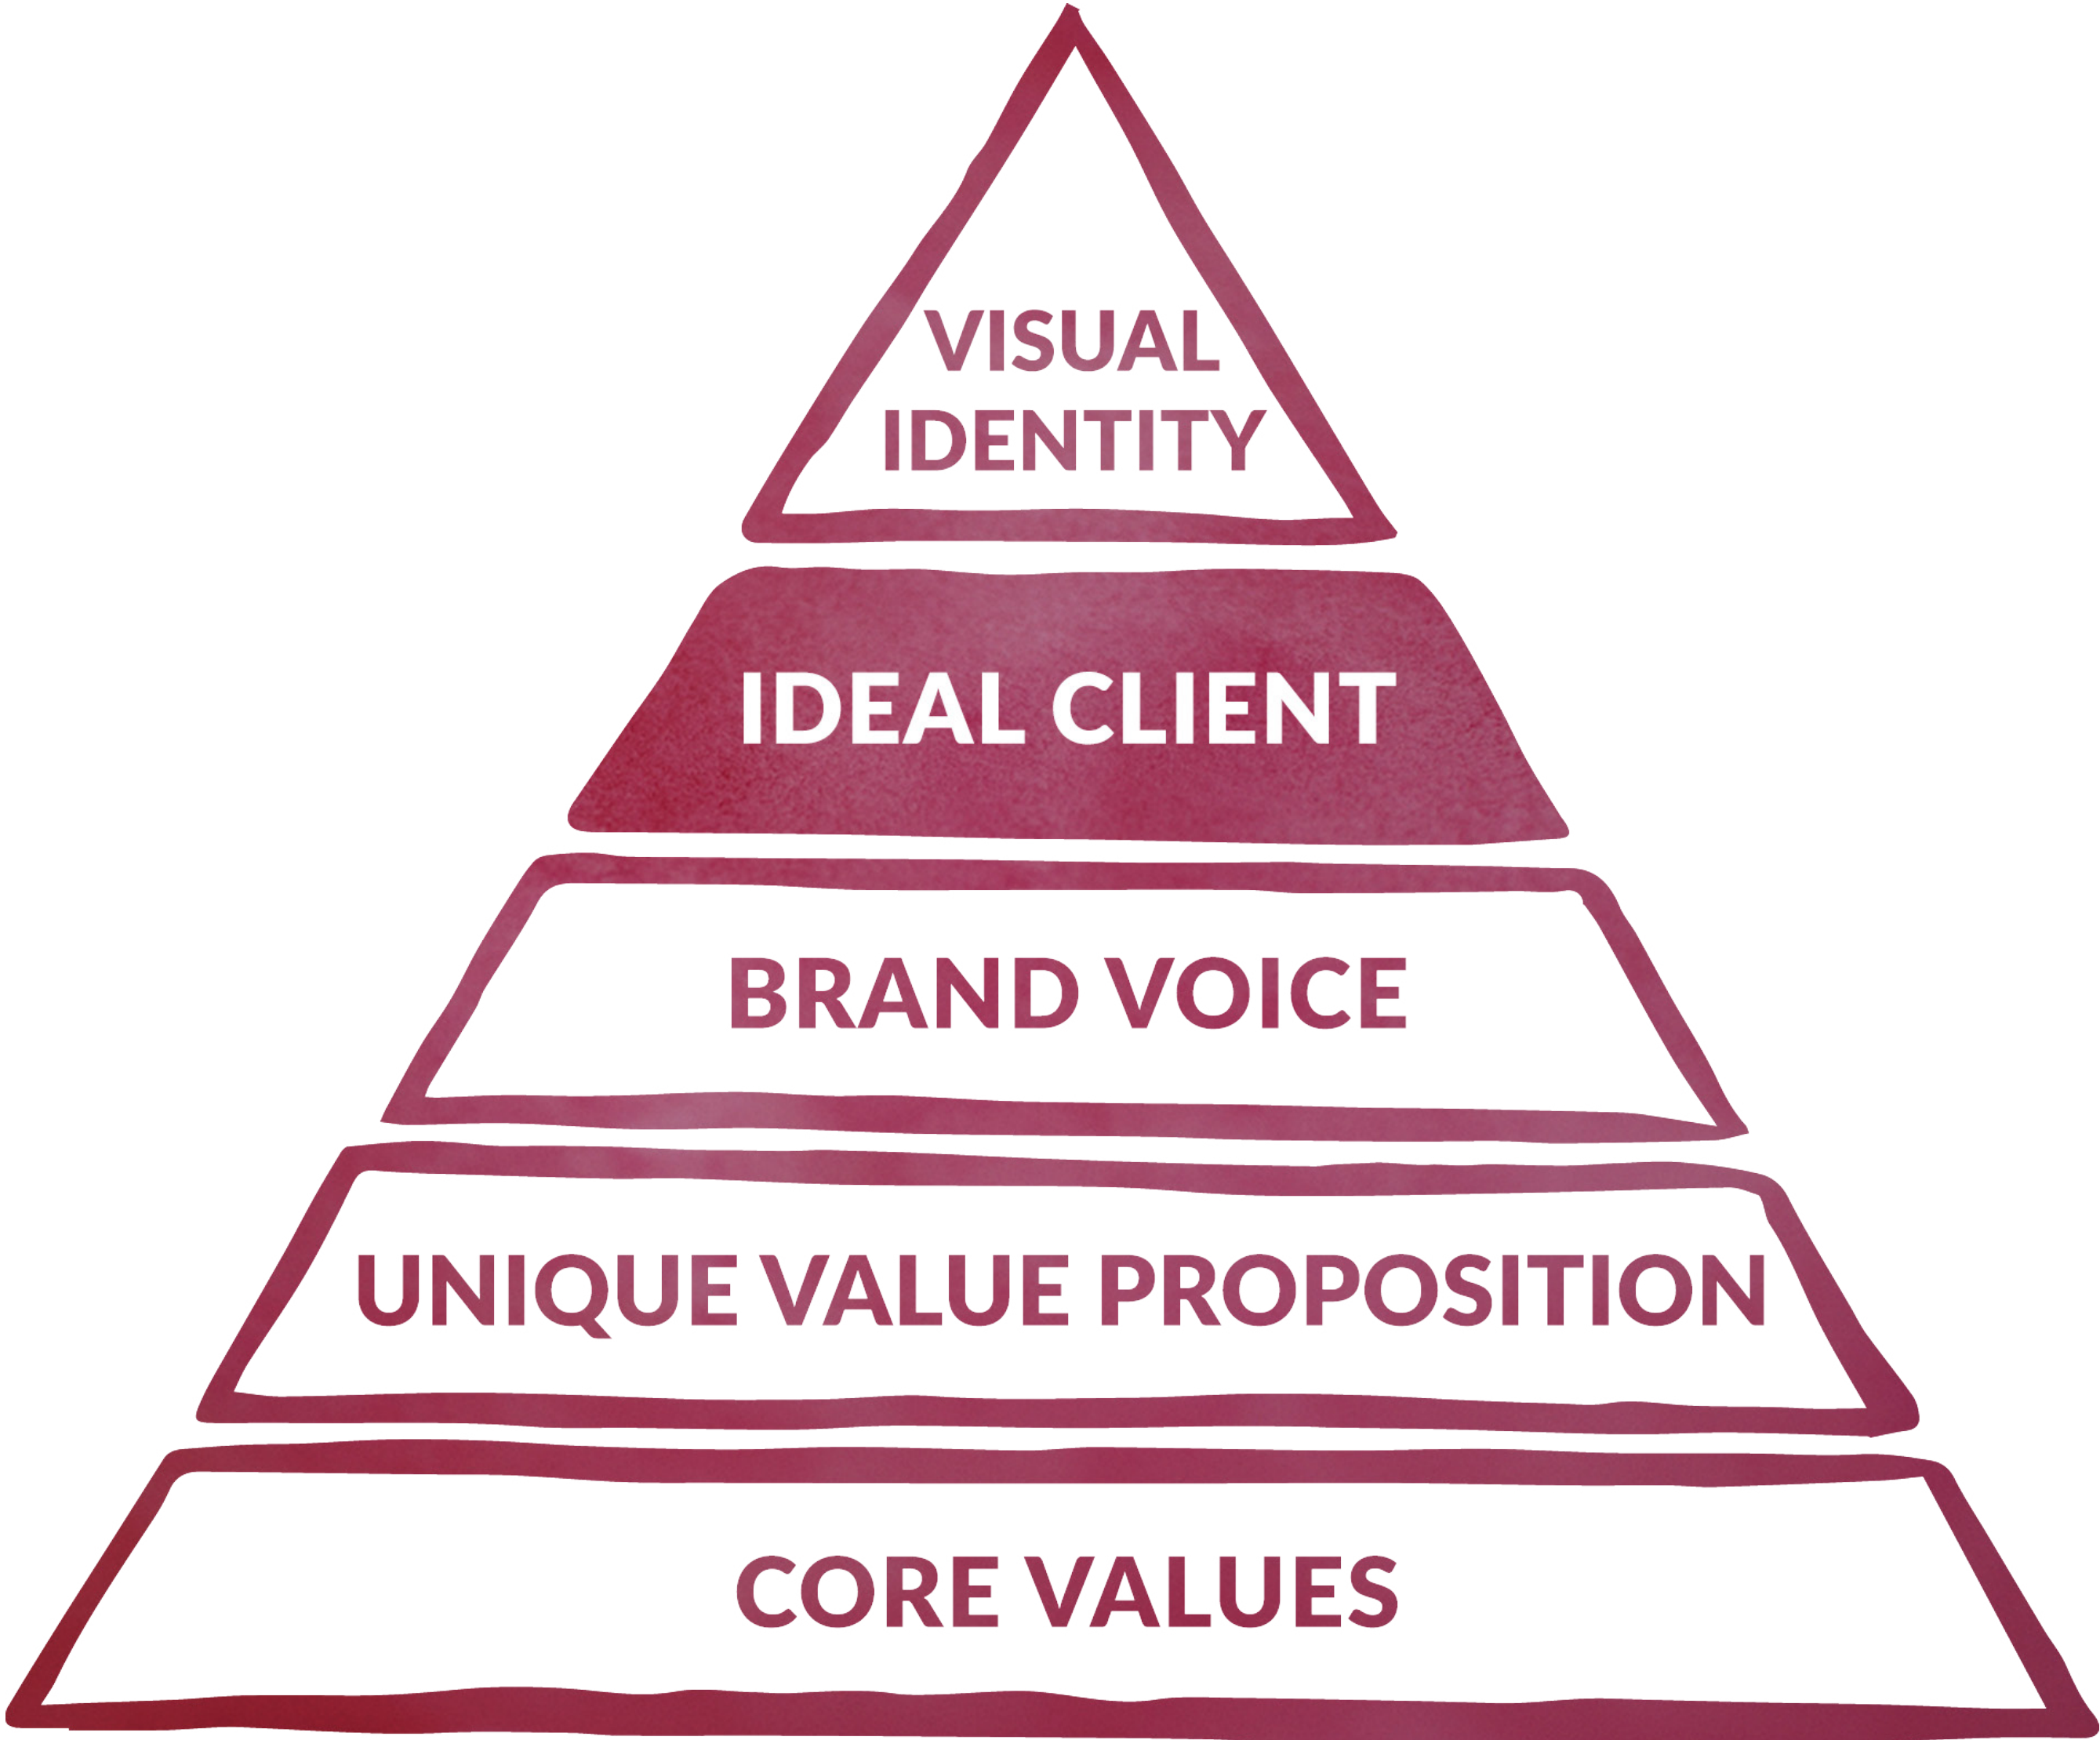 VISUAL
IDENTITY
IDEAL CLIENT
BRAND VOICE
UNIQUE VALUE PROPOSITION
CORE VALUES